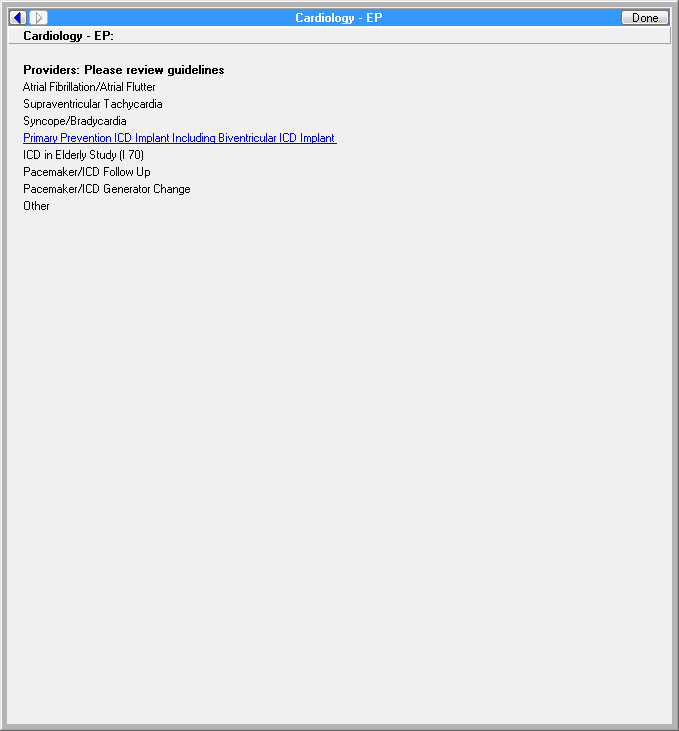 Cardiology - EP
Done
Cardiology - EP:
Providers: Please review guidelines
Atrial Fibrillation/Atrial Flutter
Supraventricular Tachycardia
Syncope/Bradycardia
Primary Prevention ICD Implant Including Biventricular ICD Implant
ICD in Elderly Study (I 70)
Pacemaker/ICD Follow Up
Pacemaker/ICD Generator Change
Other